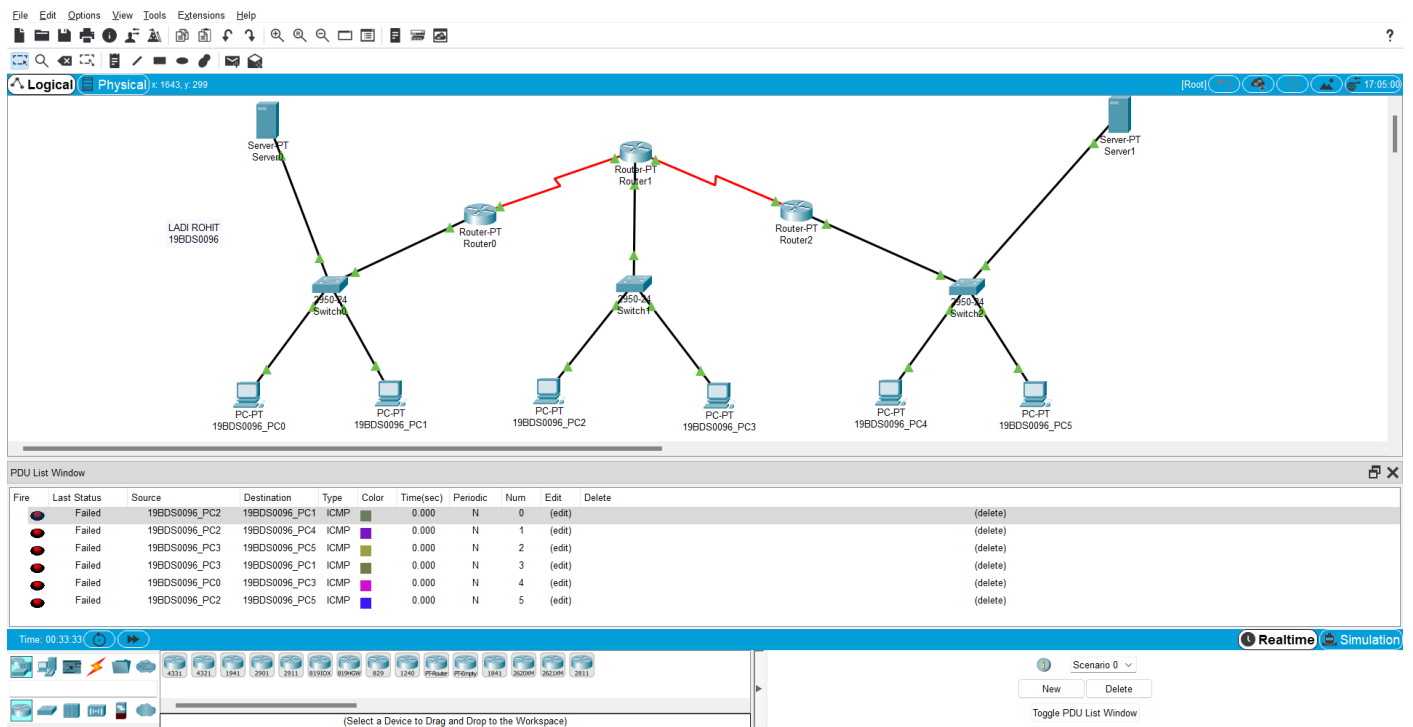 File Edit Options View Tools Extensions Help
?
Logical Physical x: 1643, y: 299 [Root] 17:05:00
Server-PT
Server0
Server-PT
Server1
Router-PT
Router1
LADI ROHIT
19BDS0096
Router-PT
Router0
Router-PT
Router2
2950-24
Switch0
2950-24
Switch1
2950-24
Switch2
PC-PT
19BDS0096_PC0
PC-PT
19BDS0096_PC1
PC-PT
19BDS0096_PC2
PC-PT
19BDS0096_PC3
PC-PT
19BDS0096_PC4
PC-PT
19BDS0096_PC5
PDU List Window
Fire Last Status Source Destination Type Color Time(sec) Periodic Num Edit Delete
Failed 19BDS0096_PC2 19BDS0096_PC1 ICMP 0.000 N 0 (edit) (delete)
Failed 19BDS0096_PC2 19BDS0096_PC4 ICMP 0.000 N 1 (edit) (delete)
Failed 19BDS0096_PC3 19BDS0096_PC5 ICMP 0.000 N 2 (edit) (delete)
Failed 19BDS0096_PC3 19BDS0096_PC1 ICMP 0.000 N 3 (edit) (delete)
Failed 19BDS0096_PC0 19BDS0096_PC3 ICMP 0.000 N 4 (edit) (delete)
Failed 19BDS0096_PC2 19BDS0096_PC5 ICMP 0.000 N 5 (edit) (delete)
Time: 00:33:33 Realtime Simulation
4331 4321 1941 2901 2911 819IOX 819HGW 829 1240 PT-Router PT-Empty 1841 2620XM 2621XM 2811
Scenario 0
New Delete
Toggle PDU List Window
(Select a Device to Drag and Drop to the Workspace)